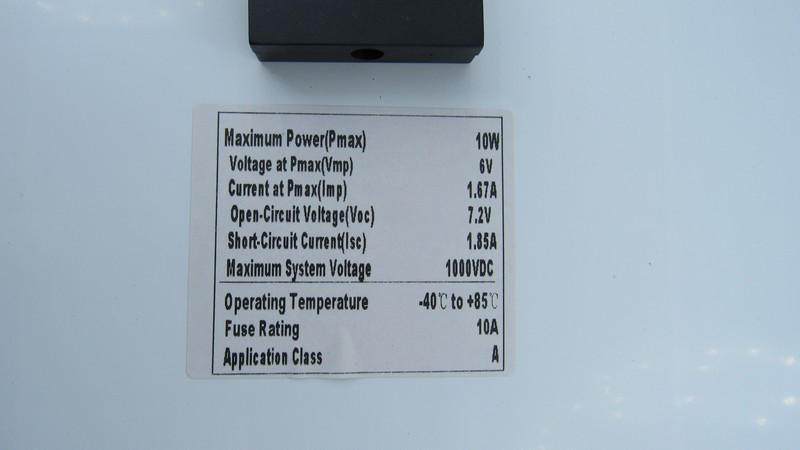 Maximum Power(Pmax) 10W
Voltage at Pmax(Vmp) 6V
Current at Pmax(Imp) 1.67A
Open-Circuit Voltage(Voc) 7.2V
Short-Circuit Current(Isc) 1.85A
Maximum System Voltage 1000VDC
Operating Temperature -40℃ to +85℃
Fuse Rating 10A
Application Class A